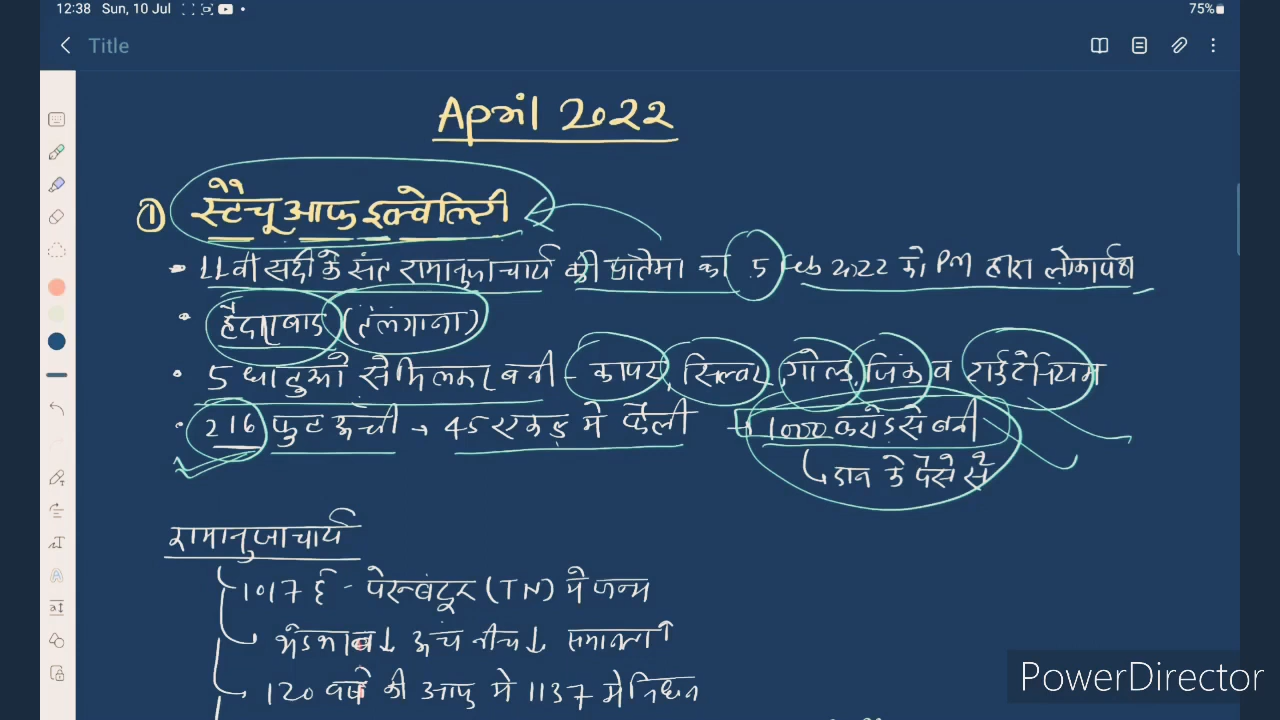 12:38 Sun, 10 Jul
75%
Title
April 2022
① स्टैचू आफ इक्वेलिटी
• 11वी सदी के संत रामानुजाचार्य की प्रतिमा का 5 Feb 2022 को PM द्वारा लोकार्पण
• हैदराबाद (तेलंगाना)
• 5 धातुओ से मिलकर बनी - कापर, सिल्वर, गोल्ड, जिंक व टाईटेनियम
• 216 फुट ऊंची → 45 एकड़ मे फैली → 1000 करोड़ से बनी
डान के पैसे से
रामानुजाचार्य
1017 ई - पेरूम्बंदूर (TN) मे जन्म
भेदभाव↓ ऊंच नीच↓ समानता↑
120 वर्ष की आयु मे 1137 मे निधन
PowerDirector